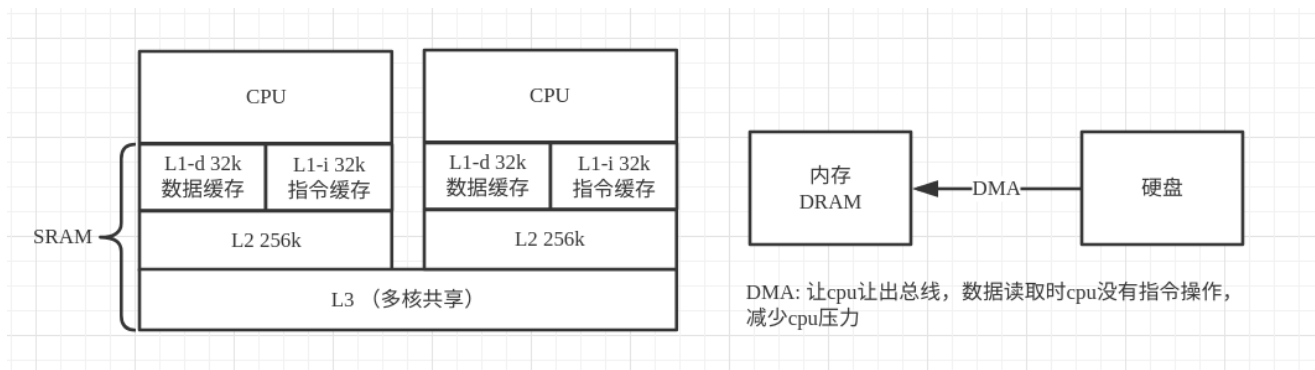 CPU
CPU
L1-d 32k
数据缓存
L1-i 32k
指令缓存
L1-d 32k
数据缓存
L1-i 32k
指令缓存
SRAM
L2 256k
L2 256k
L3 （多核共享）
内存
DRAM
DMA
硬盘
DMA: 让cpu让出总线，数据读取时cpu没有指令操作，
减少cpu压力